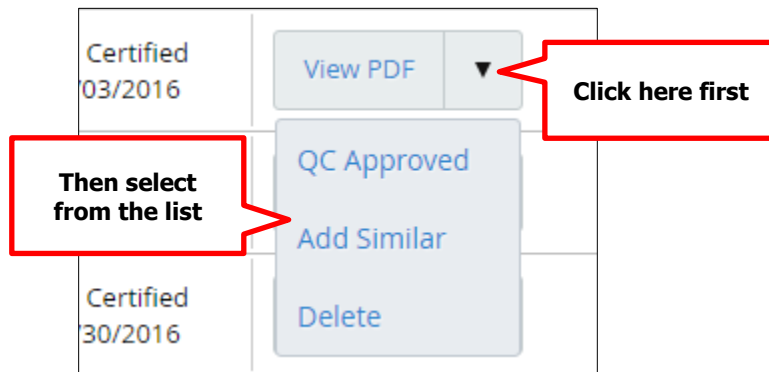 Certified
'03/2016
View PDF
▼
Click here first
QC Approved
Then select
from the list
Add Similar
Certified
'30/2016
Delete